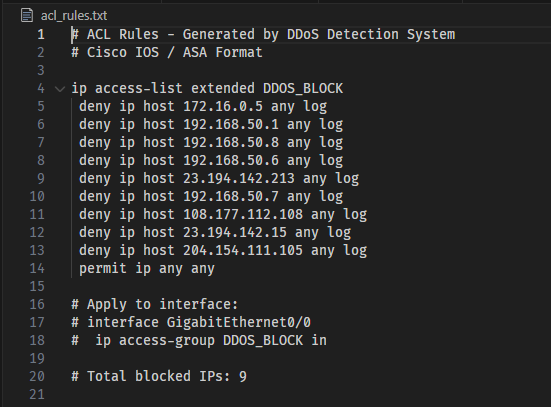 acl_rules.txt
1 # ACL Rules - Generated by DDoS Detection System
2 # Cisco IOS / ASA Format
3
4 ip access-list extended DDOS_BLOCK
5 deny ip host 172.16.0.5 any log
6 deny ip host 192.168.50.1 any log
7 deny ip host 192.168.50.8 any log
8 deny ip host 192.168.50.6 any log
9 deny ip host 23.194.142.213 any log
10 deny ip host 192.168.50.7 any log
11 deny ip host 108.177.112.108 any log
12 deny ip host 23.194.142.15 any log
13 deny ip host 204.154.111.105 any log
14 permit ip any any
15
16 # Apply to interface:
17 # interface GigabitEthernet0/0
18 #  ip access-group DDOS_BLOCK in
19
20 # Total blocked IPs: 9
21